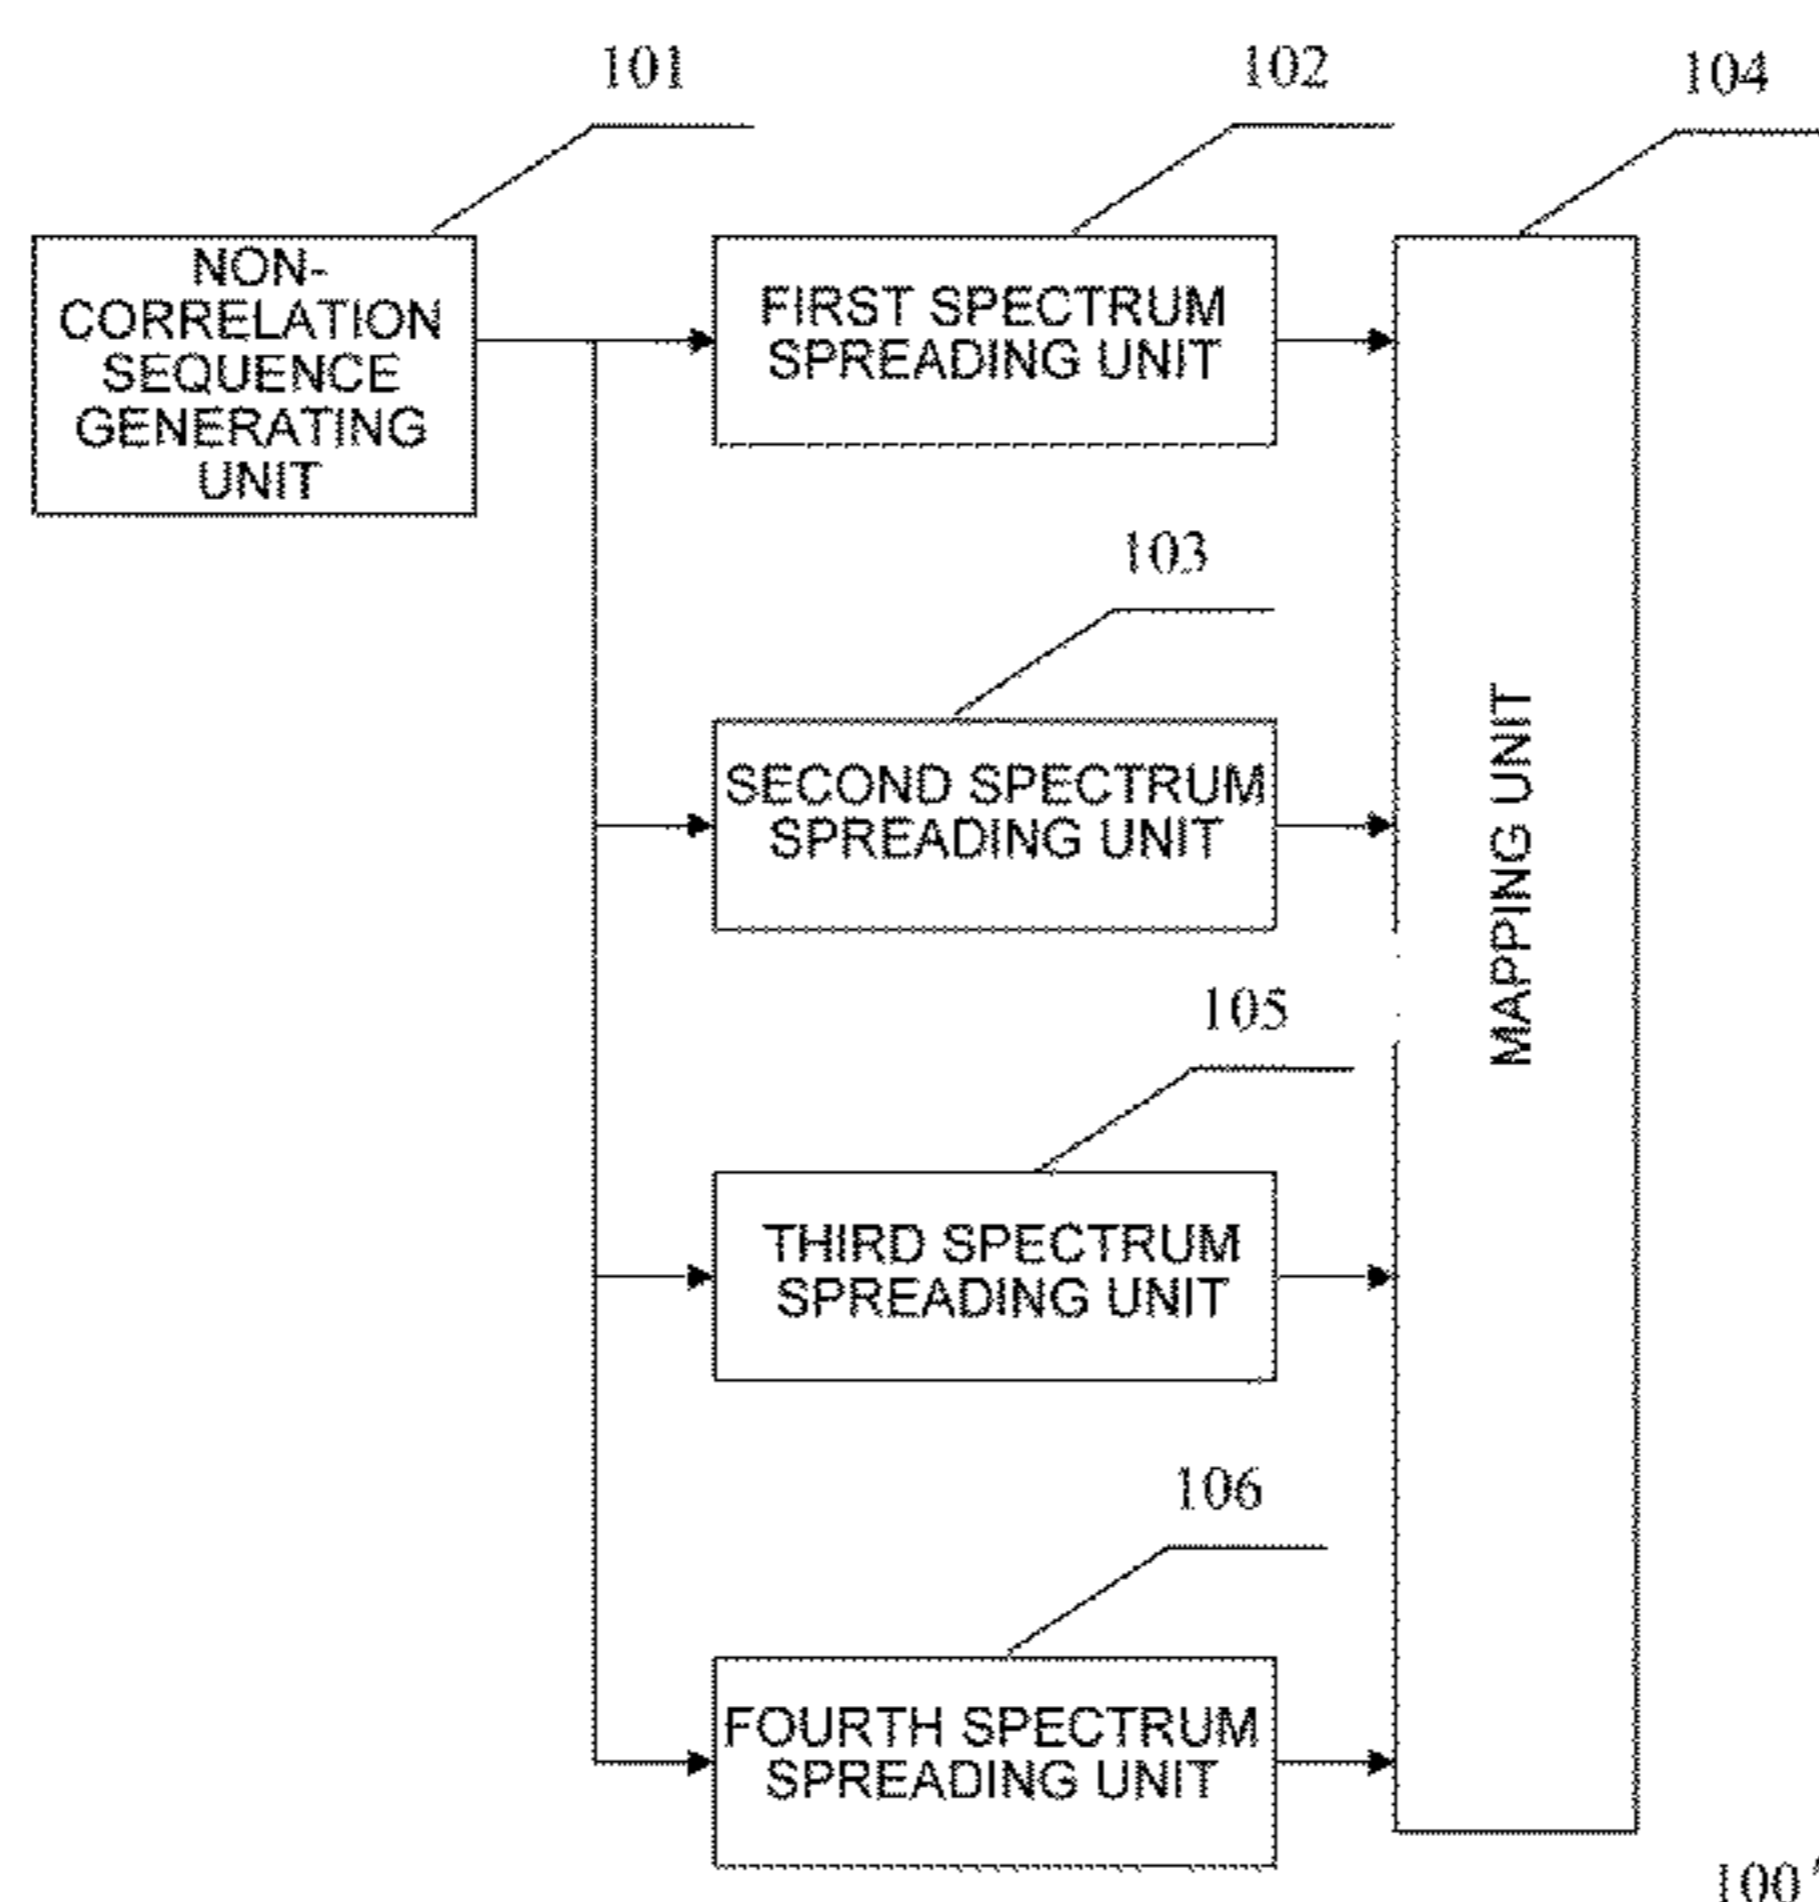 101
102
104
NON-
CORRELATION
SEQUENCE
GENERATING
UNIT
FIRST SPECTRUM
SPREADING UNIT
103
SECOND SPECTRUM
SPREADING UNIT
MAPPING UNIT
105
THIRD SPECTRUM
SPREADING UNIT
106
FOURTH SPECTRUM
SPREADING UNIT
100'